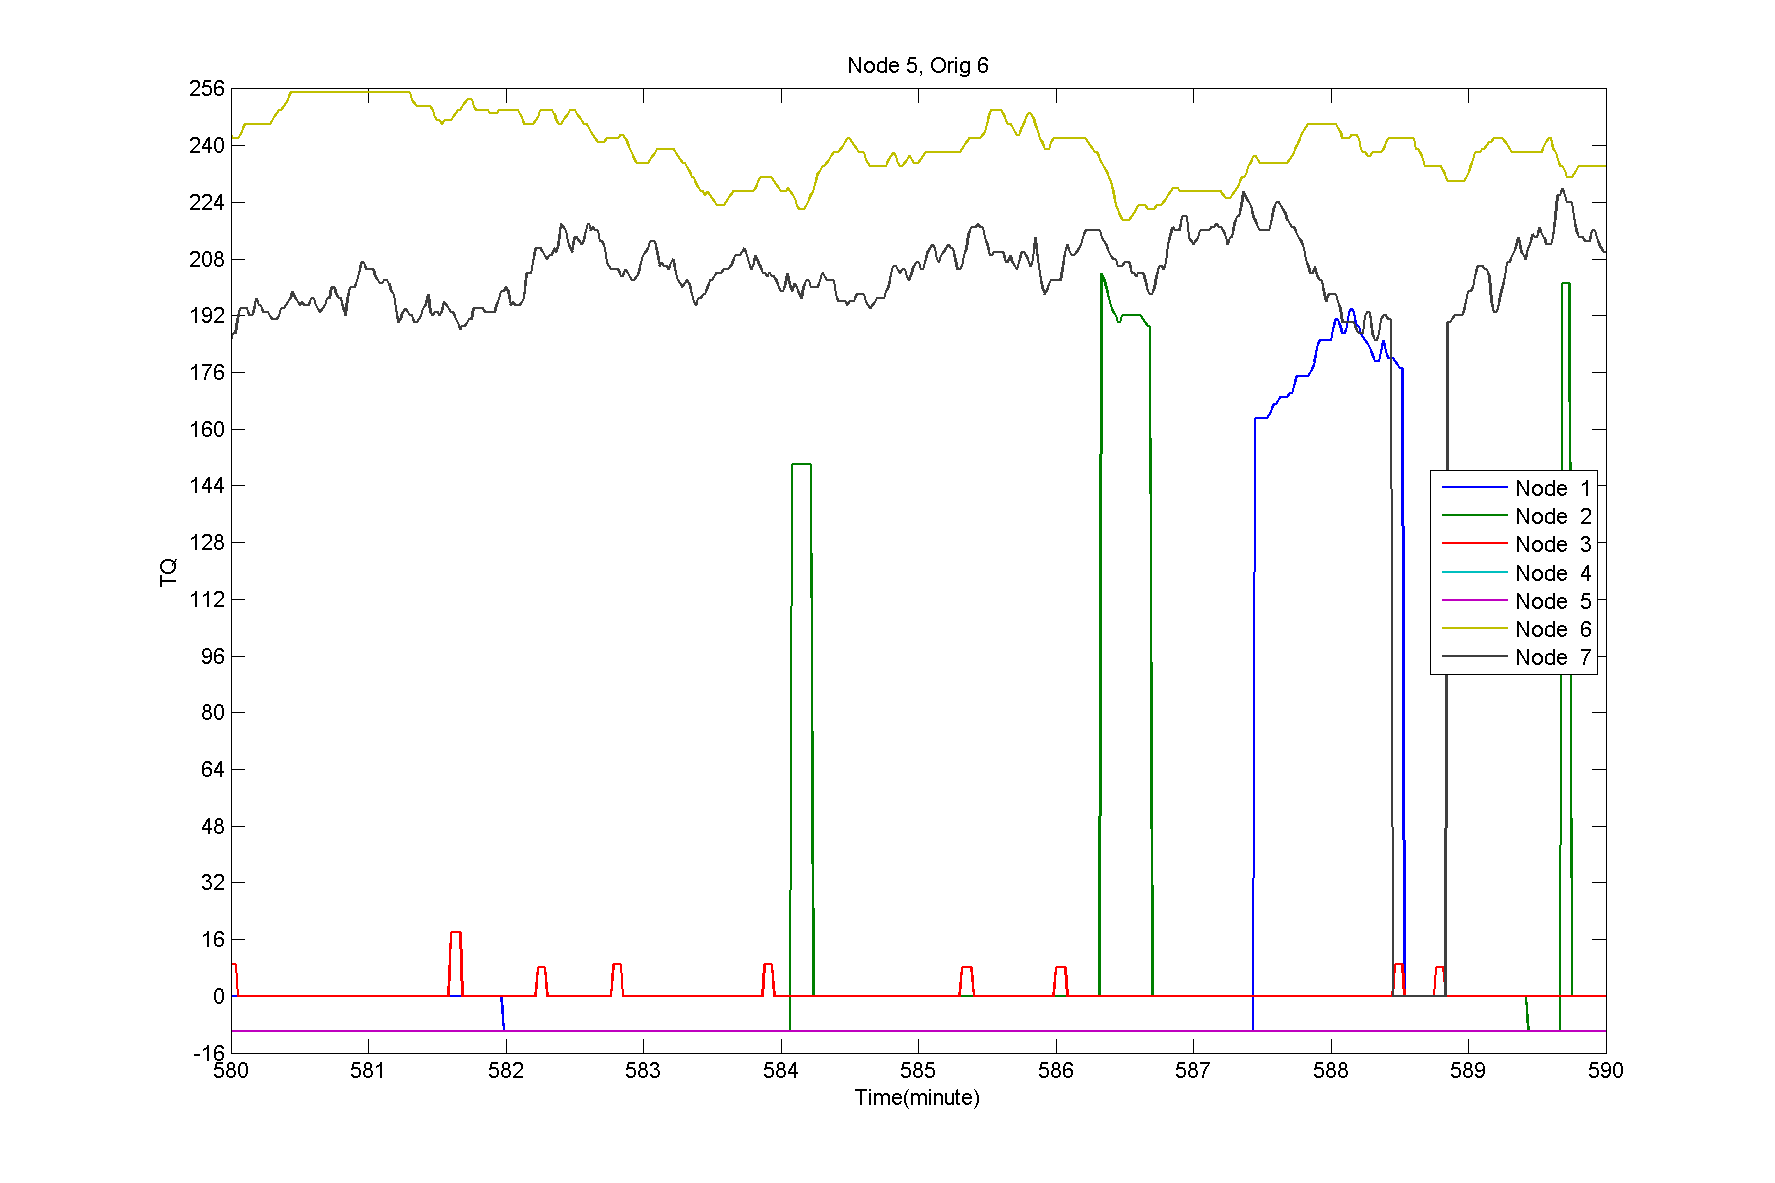 Node 5, Orig 6
256
240
224
208
192
176
160
144
128
112
96
80
64
48
32
16
0
-16
TQ
Node 1
Node 2
Node 3
Node 4
Node 5
Node 6
Node 7
580 581 582 583 584 585 586 587 588 589 590
Time(minute)